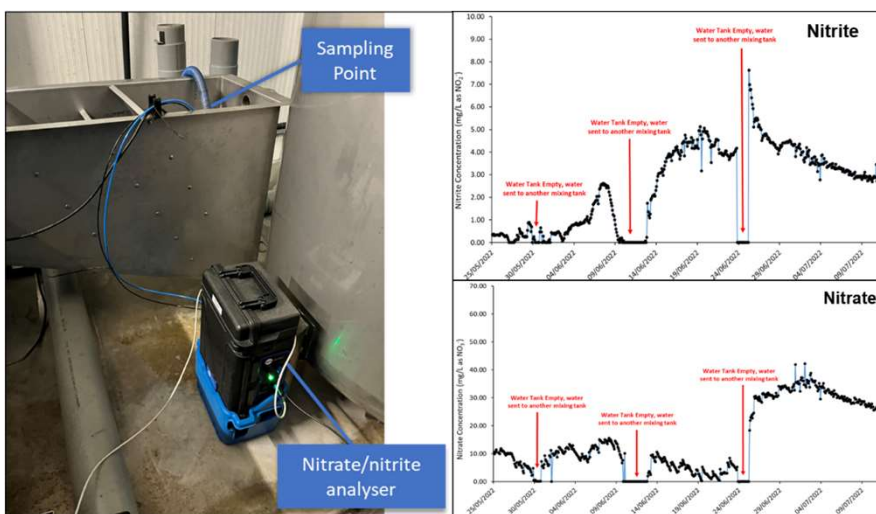 Sampling
Point
Nitrate/nitrite
analyser
Nitrite
Nitrite Concentration (mg/L as NO₂⁻)
10.00
9.00
8.00
7.00
6.00
5.00
4.00
3.00
2.00
1.00
0.00
Water Tank Empty, water
sent to another mixing tank
Water Tank Empty, water
sent to another mixing tank
Water Tank Empty, water
sent to another mixing tank
25/05/2022
30/05/2022
04/06/2022
09/06/2022
14/06/2022
19/06/2022
24/06/2022
29/06/2022
04/07/2022
09/07/2022
Nitrate
Nitrate Concentration (mg/L as NO₃⁻)
70.00
60.00
50.00
40.00
30.00
20.00
10.00
0.00
Water Tank Empty, water
sent to another mixing tank
Water Tank Empty, water
sent to another mixing tank
Water Tank Empty, water
sent to another mixing tank
25/05/2022
30/05/2022
04/06/2022
09/06/2022
14/06/2022
19/06/2022
24/06/2022
29/06/2022
04/07/2022
09/07/2022